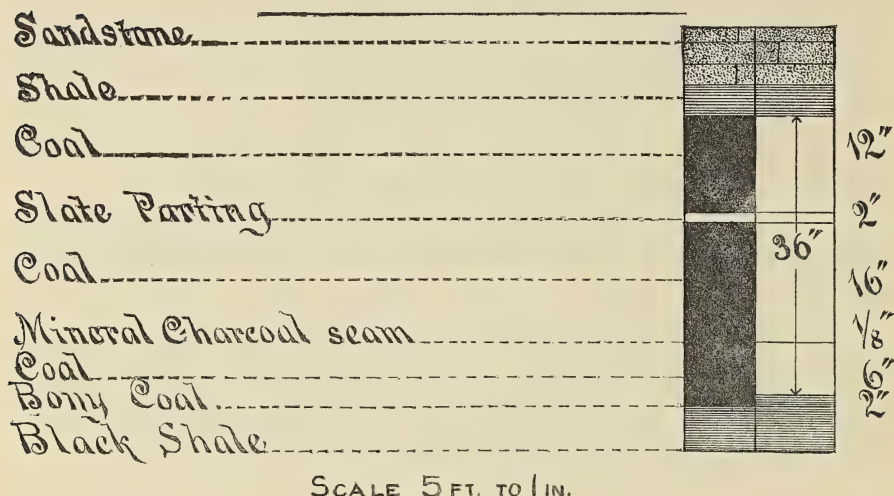 Sandstone
Shale
Coal 12"
Slate Parting 2"
36"
Coal 16"
Mineral Charcoal seam 1/8"
Coal 6"
Bony Coal 2"
Black Shale
SCALE 5 FT. TO 1 IN.